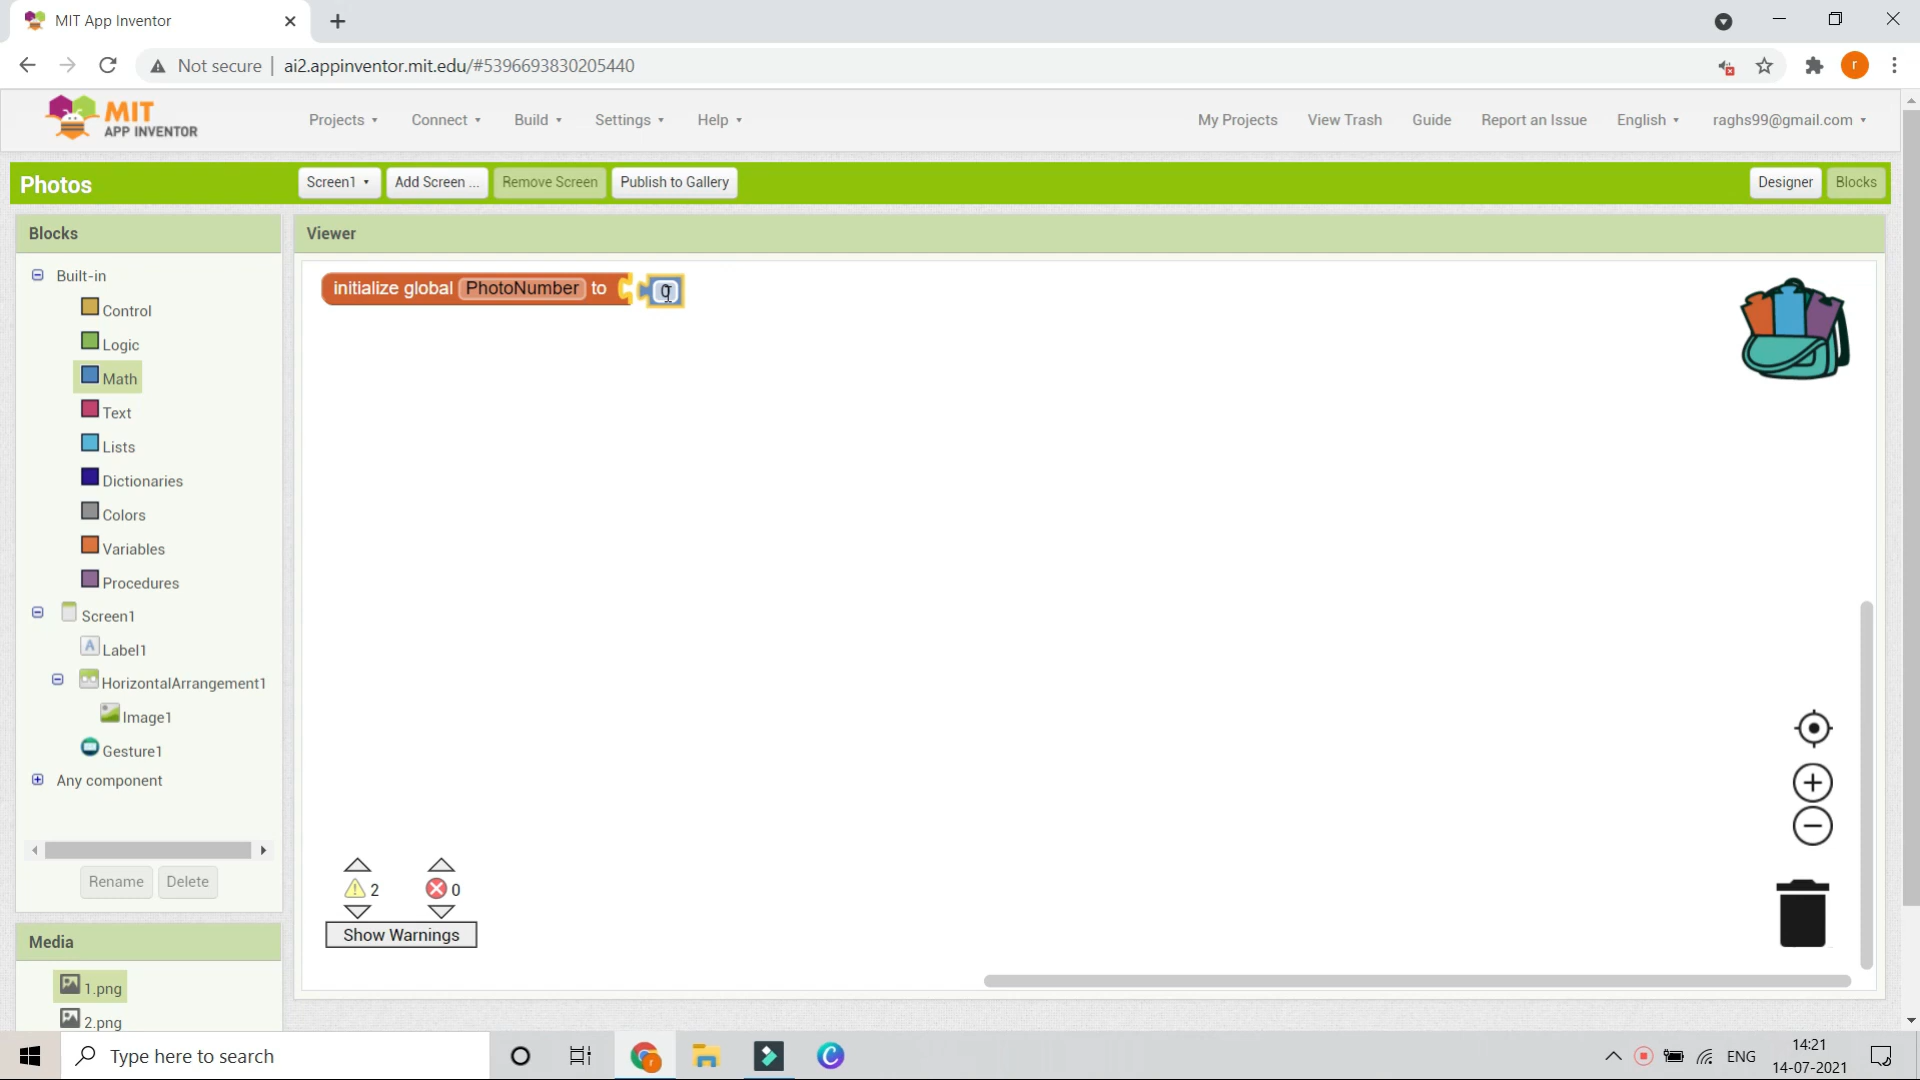 MIT App Inventor
Not secure | ai2.appinventor.mit.edu/#5396693830205440
r
MIT
APP INVENTOR
Projects
Connect
Build
Settings
Help
My Projects
View Trash
Guide
Report an Issue
English
raghs99@gmail.com
Photos
Screen1
Add Screen ...
Remove Screen
Publish to Gallery
Designer
Blocks
Blocks
Viewer
Built-in
Control
Logic
Math
Text
Lists
Dictionaries
Colors
Variables
Procedures
Screen1
Label1
HorizontalArrangement1
Image1
Gesture1
Any component
Rename
Delete
Media
1.png
2.png
initialize global PhotoNumber to 0
2
0
Show Warnings
Type here to search
ENG
14:21
14-07-2021